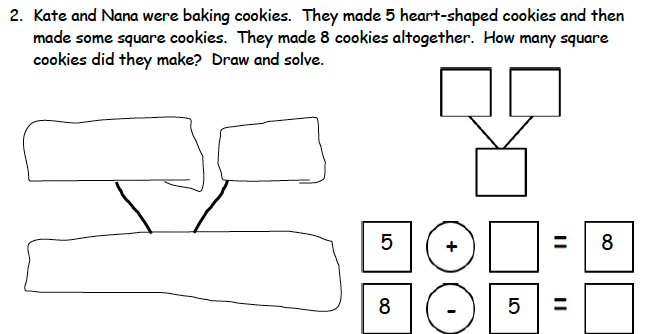 2. Kate and Nana were baking cookies. They made 5 heart-shaped cookies and then
made some square cookies. They made 8 cookies altogether. How many square
cookies did they make? Draw and solve.
5 + = 8
8 - 5 =